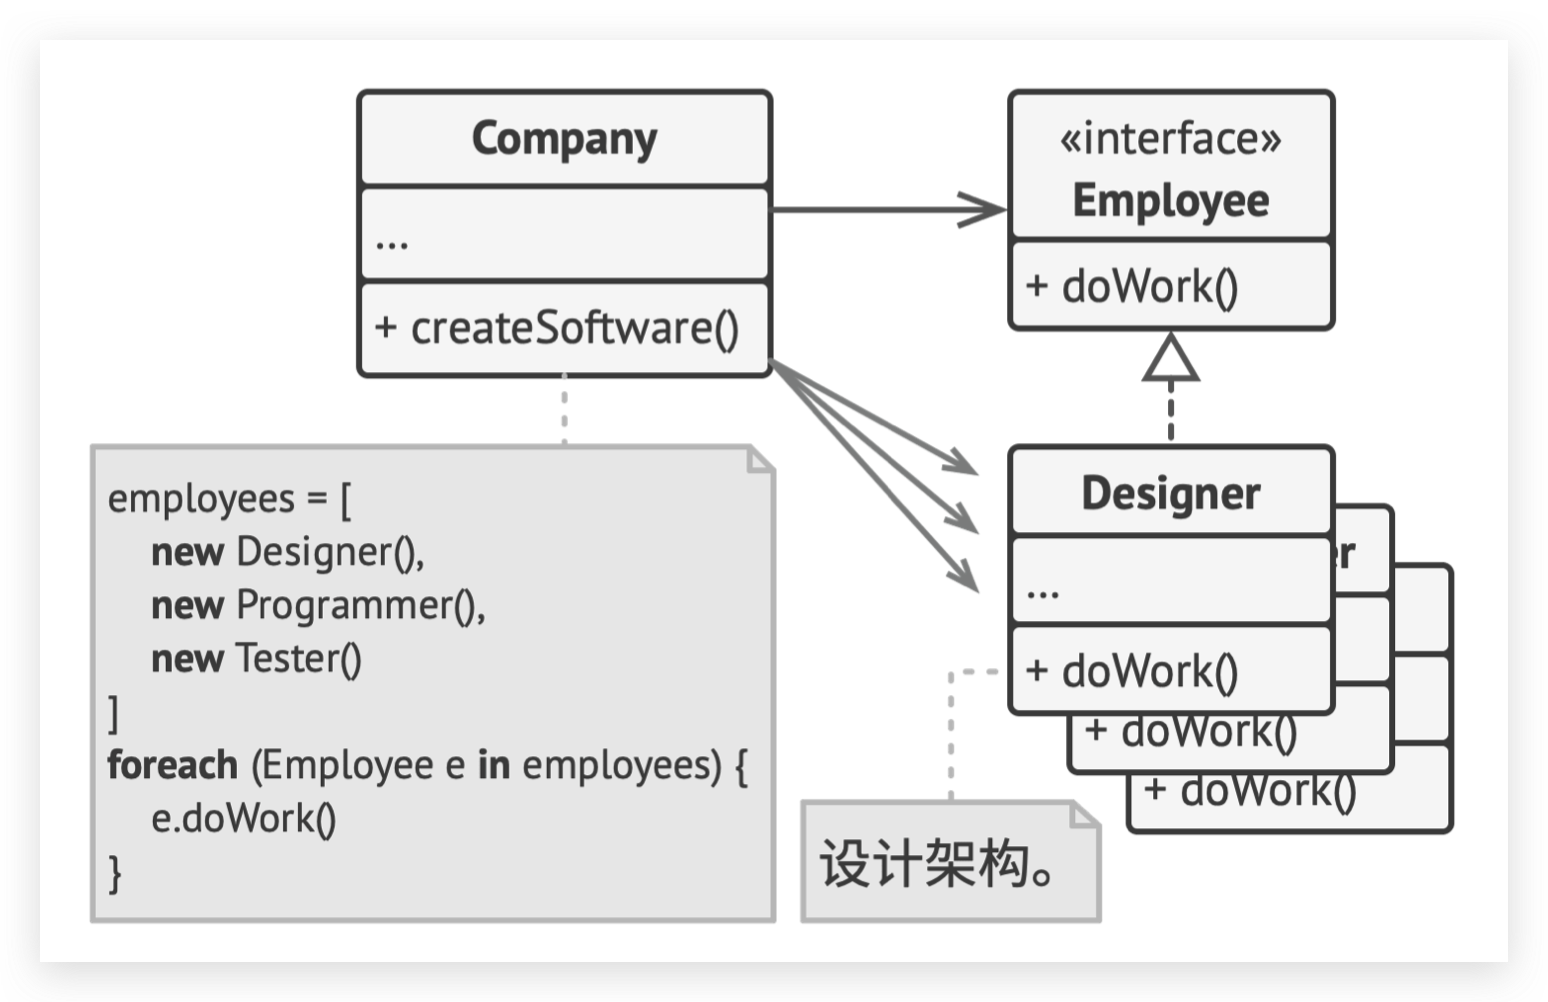 Company
...
+ createSoftware()
«interface»
Employee
+ doWork()
employees = [
new Designer(),
new Programmer(),
new Tester()
]
foreach (Employee e in employees) {
e.doWork()
}
Designer
...
+ doWork()
+ doWork()
+ doWork()
设计架构。